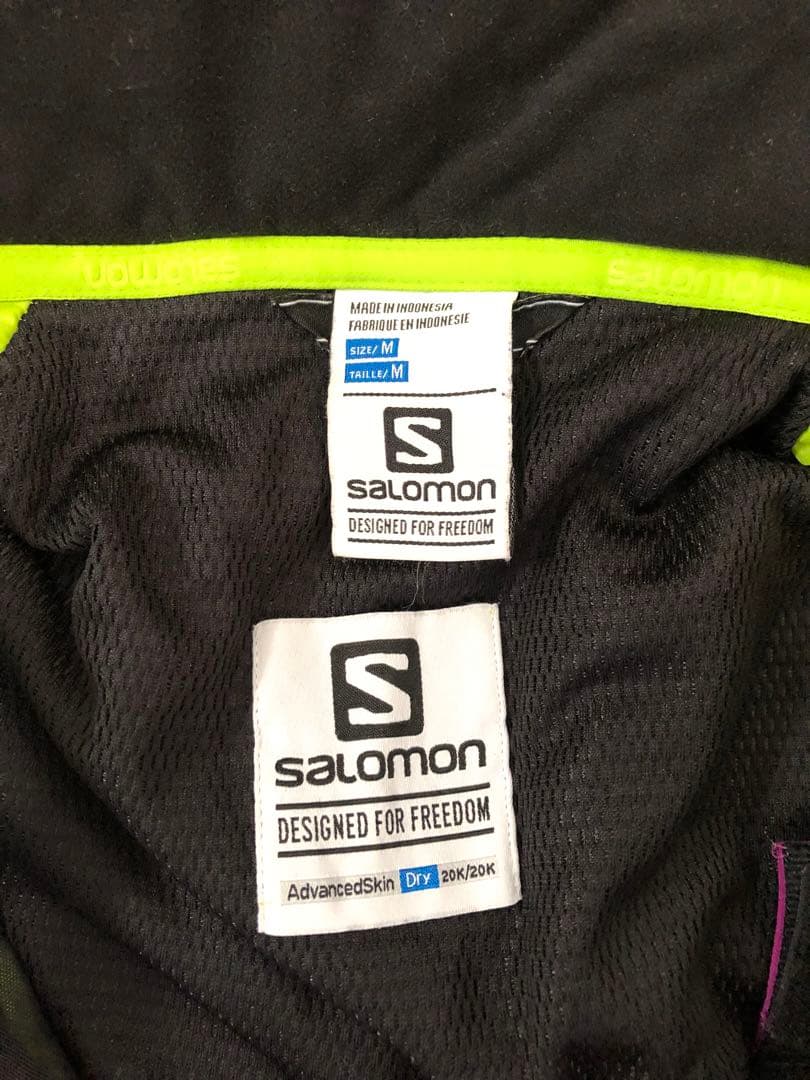 salomon
salomon
MADE IN INDONESIA
FABRIQUE EN INDONESIE
SIZE/ M
TAILLE/ M
S
SALOMON
DESIGNED FOR FREEDOM
S
SALOMON
DESIGNED FOR FREEDOM
AdvancedSkin Dry 20K/20K